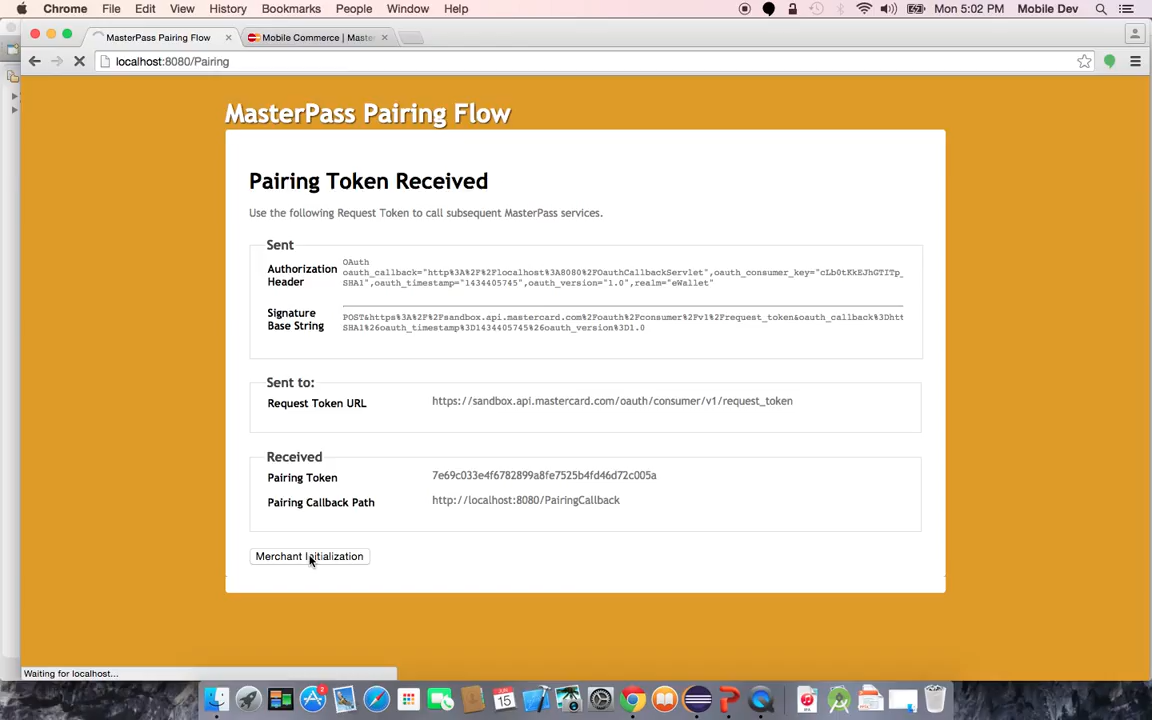 Chrome File Edit View History Bookmarks People Window Help Mon 5:02 PM Mobile Dev
MasterPass Pairing Flow Mobile Commerce | Maste
localhost:8080/Pairing
MasterPass Pairing Flow
Pairing Token Received
Use the following Request Token to call subsequent MasterPass services.
Sent
Authorization Header
OAuth
oauth_callback="http%3A%2F%2Flocalhost%3A8080%2FOauthCallbackServlet",oauth_consumer_key="cLb0tKkEJhGTITp_
SHA1",oauth_timestamp="1434405745",oauth_version="1.0",realm="eWallet"
Signature Base String
POST&https%3A%2F%2Fsandbox.api.mastercard.com%2Foauth%2Fconsumer%2Fv1%2Frequest_token&oauth_callback%3Dhtt
SHA1%26oauth_timestamp%3D1434405745%26oauth_version%3D1.0
Sent to:
Request Token URL https://sandbox.api.mastercard.com/oauth/consumer/v1/request_token
Received
Pairing Token 7e69c033e4f6782899a8fe7525b4fd46d72c005a
Pairing Callback Path http://localhost:8080/PairingCallback
Merchant Initialization
Waiting for localhost...